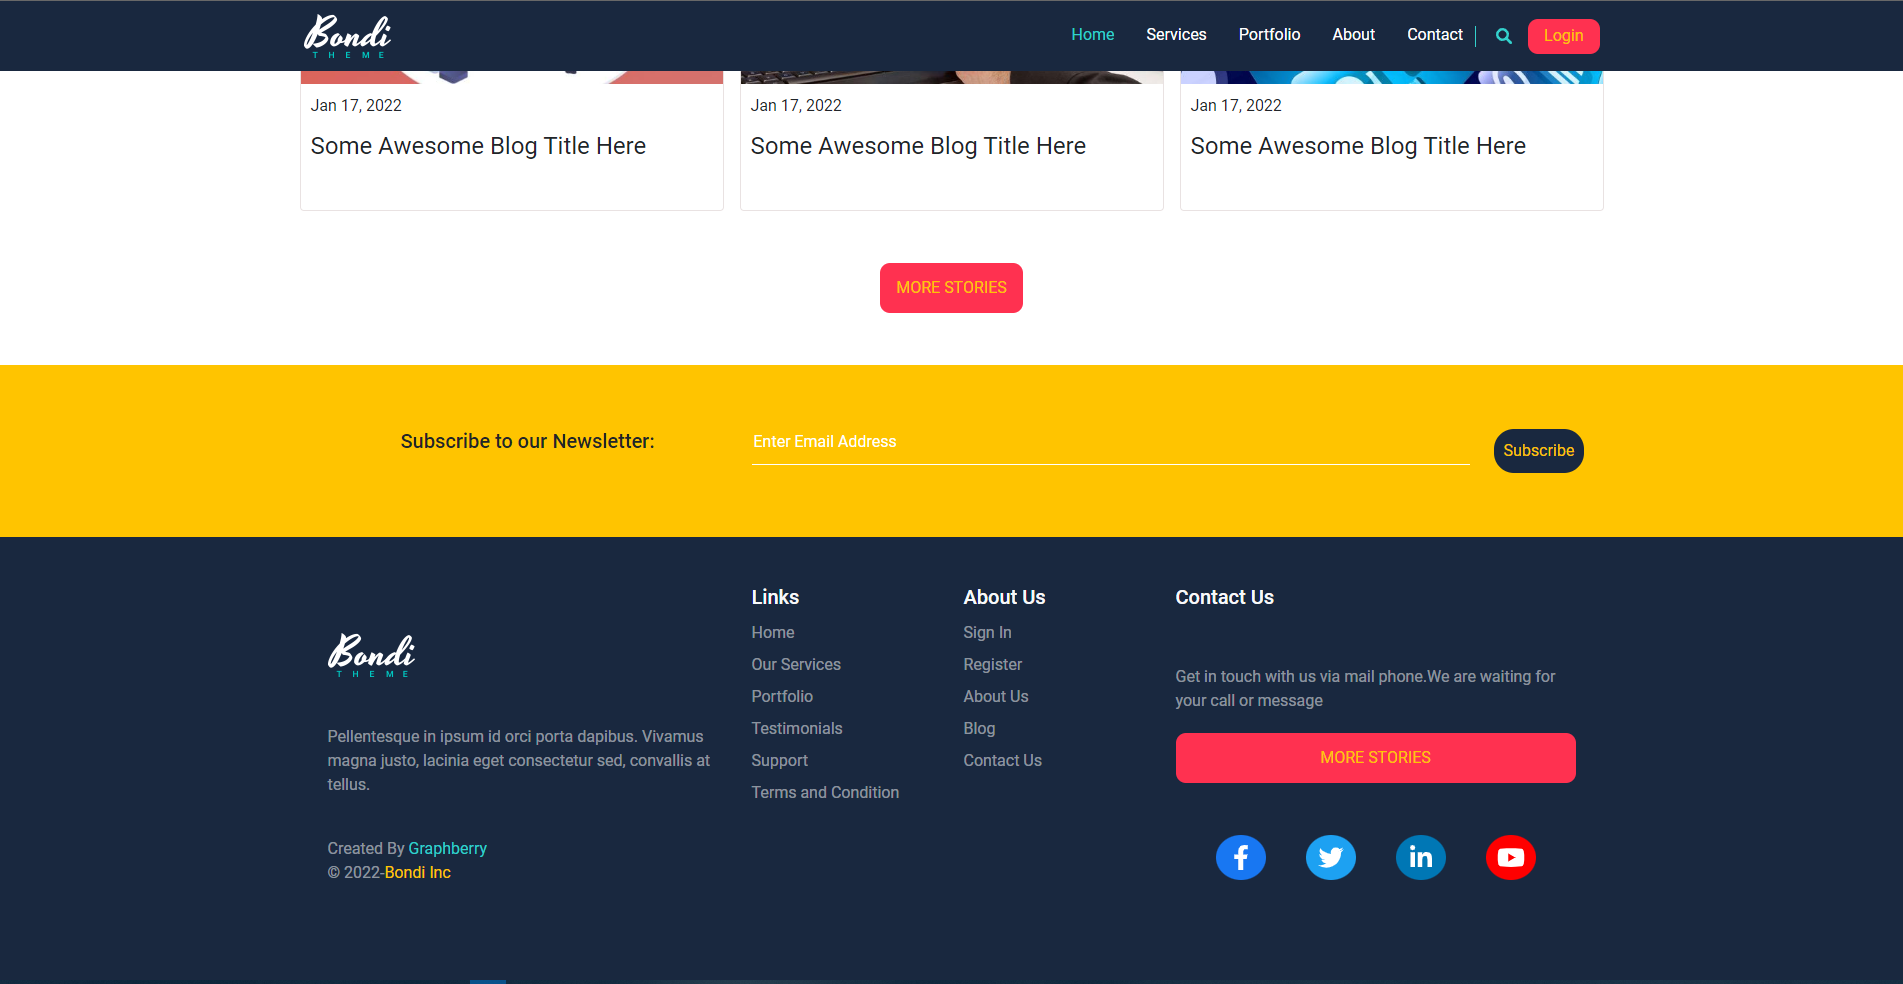 Bondi
THEME
Home Services Portfolio About Contact Login
Jan 17, 2022
Some Awesome Blog Title Here
Jan 17, 2022
Some Awesome Blog Title Here
Jan 17, 2022
Some Awesome Blog Title Here
MORE STORIES
Subscribe to our Newsletter:
Enter Email Address
Subscribe
Bondi
THEME
Pellentesque in ipsum id orci porta dapibus. Vivamus
magna justo, lacinia eget consectetur sed, convallis at
tellus.
Created By Graphberry
© 2022-Bondi Inc
Links
Home
Our Services
Portfolio
Testimonials
Support
Terms and Condition
About Us
Sign In
Register
About Us
Blog
Contact Us
Contact Us
Get in touch with us via mail phone.We are waiting for
your call or message
MORE STORIES